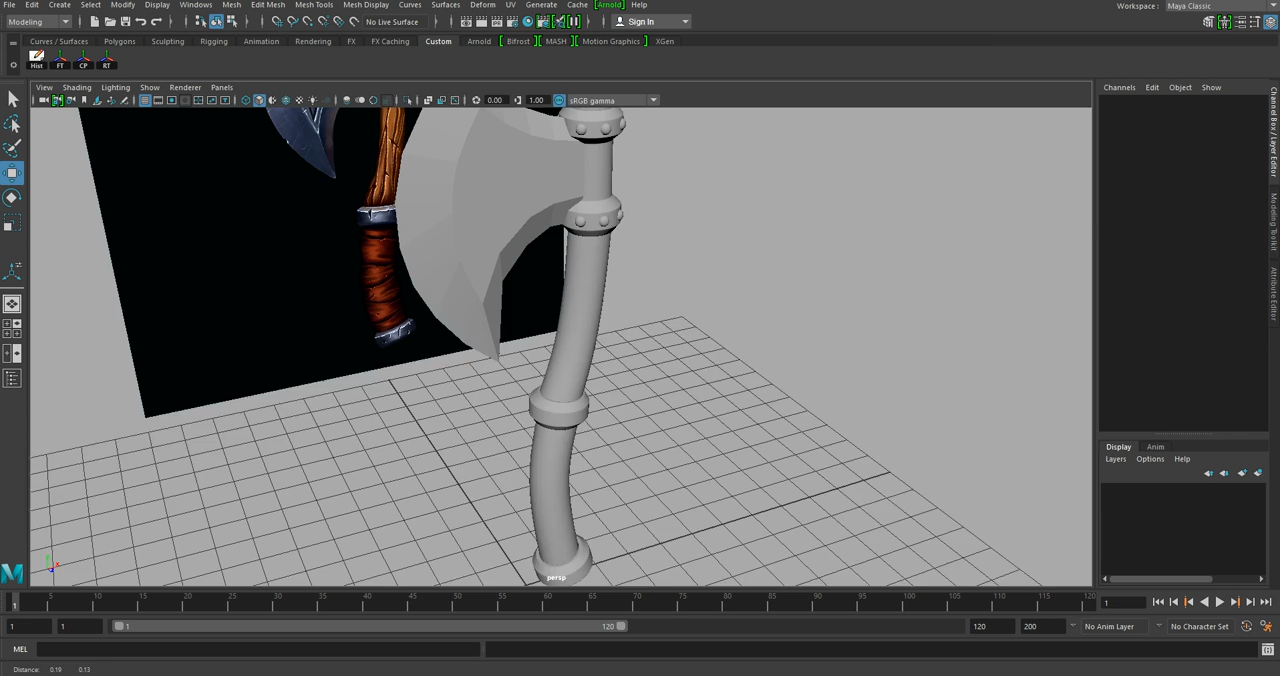 File Edit Create Select Modify Display Windows Mesh Edit Mesh Mesh Tools Mesh Display Curves Surfaces Deform UV Generate Cache [Arnold] Help Workspace : Maya Classic
Modeling No Live Surface Sign In
Curves / Surfaces Polygons Sculpting Rigging Animation Rendering FX FX Caching Custom Arnold Bifrost MASH Motion Graphics XGen
Hist FT CP RT
View Shading Lighting Show Renderer Panels
0.00 1.00 sRGB gamma
Channels Edit Object Show
Channel Box / Layer Editor
Modeling Toolkit
Attribute Editor
Display Anim
Layers Options Help
persp
1 5 10 15 20 25 30 35 40 45 50 55 60 65 70 75 80 85 90 95 100 105 110 115 120 1
1 1 1 120 120 200 No Anim Layer No Character Set
MEL
Distance: 0.19 0.13